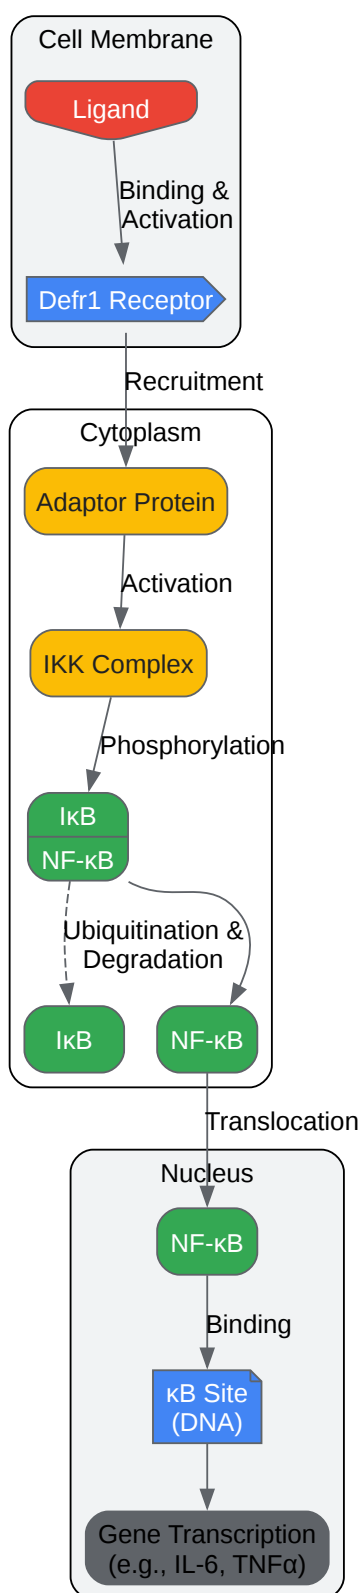 Cell Membrane
Ligand
Binding &
Activation
Defr1 Receptor
Recruitment
Cytoplasm
Adaptor Protein
Activation
IKK Complex
Phosphorylation
IκB
NF-κB
Ubiquitination &
Degradation
IκB
NF-κB
Translocation
Nucleus
NF-κB
Binding
κB Site
(DNA)
Gene Transcription
(e.g., IL-6, TNFα)